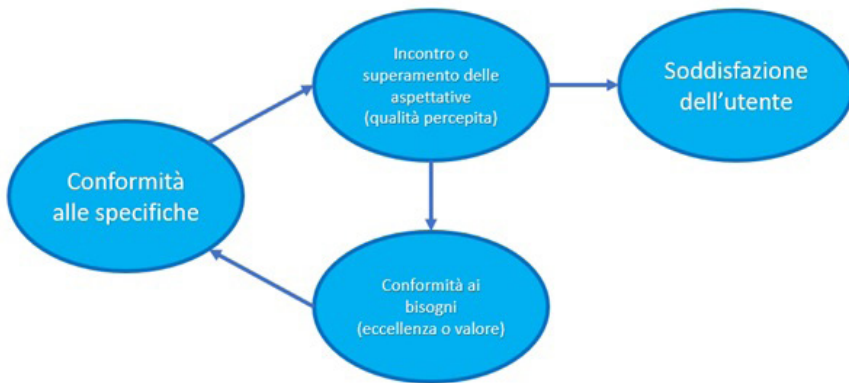 Incontro o
superamento delle
aspettative
(qualità percepita)
Soddisfazione
dell'utente
Conformità
alle specifiche
Conformità ai
bisogni
(eccellenza o valore)